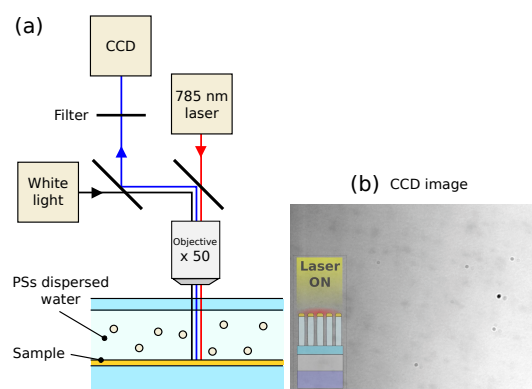 (a)
CCD
785 nm
laser
Filter
White
light
Objective
x 50
PSs dispersed
water
Sample
(b) CCD image
Laser
ON